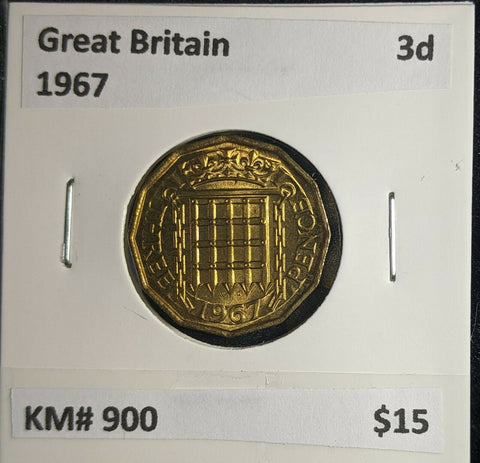 Great Britain 3d
1967
THREE PENCE
1967
KM# 900 $15